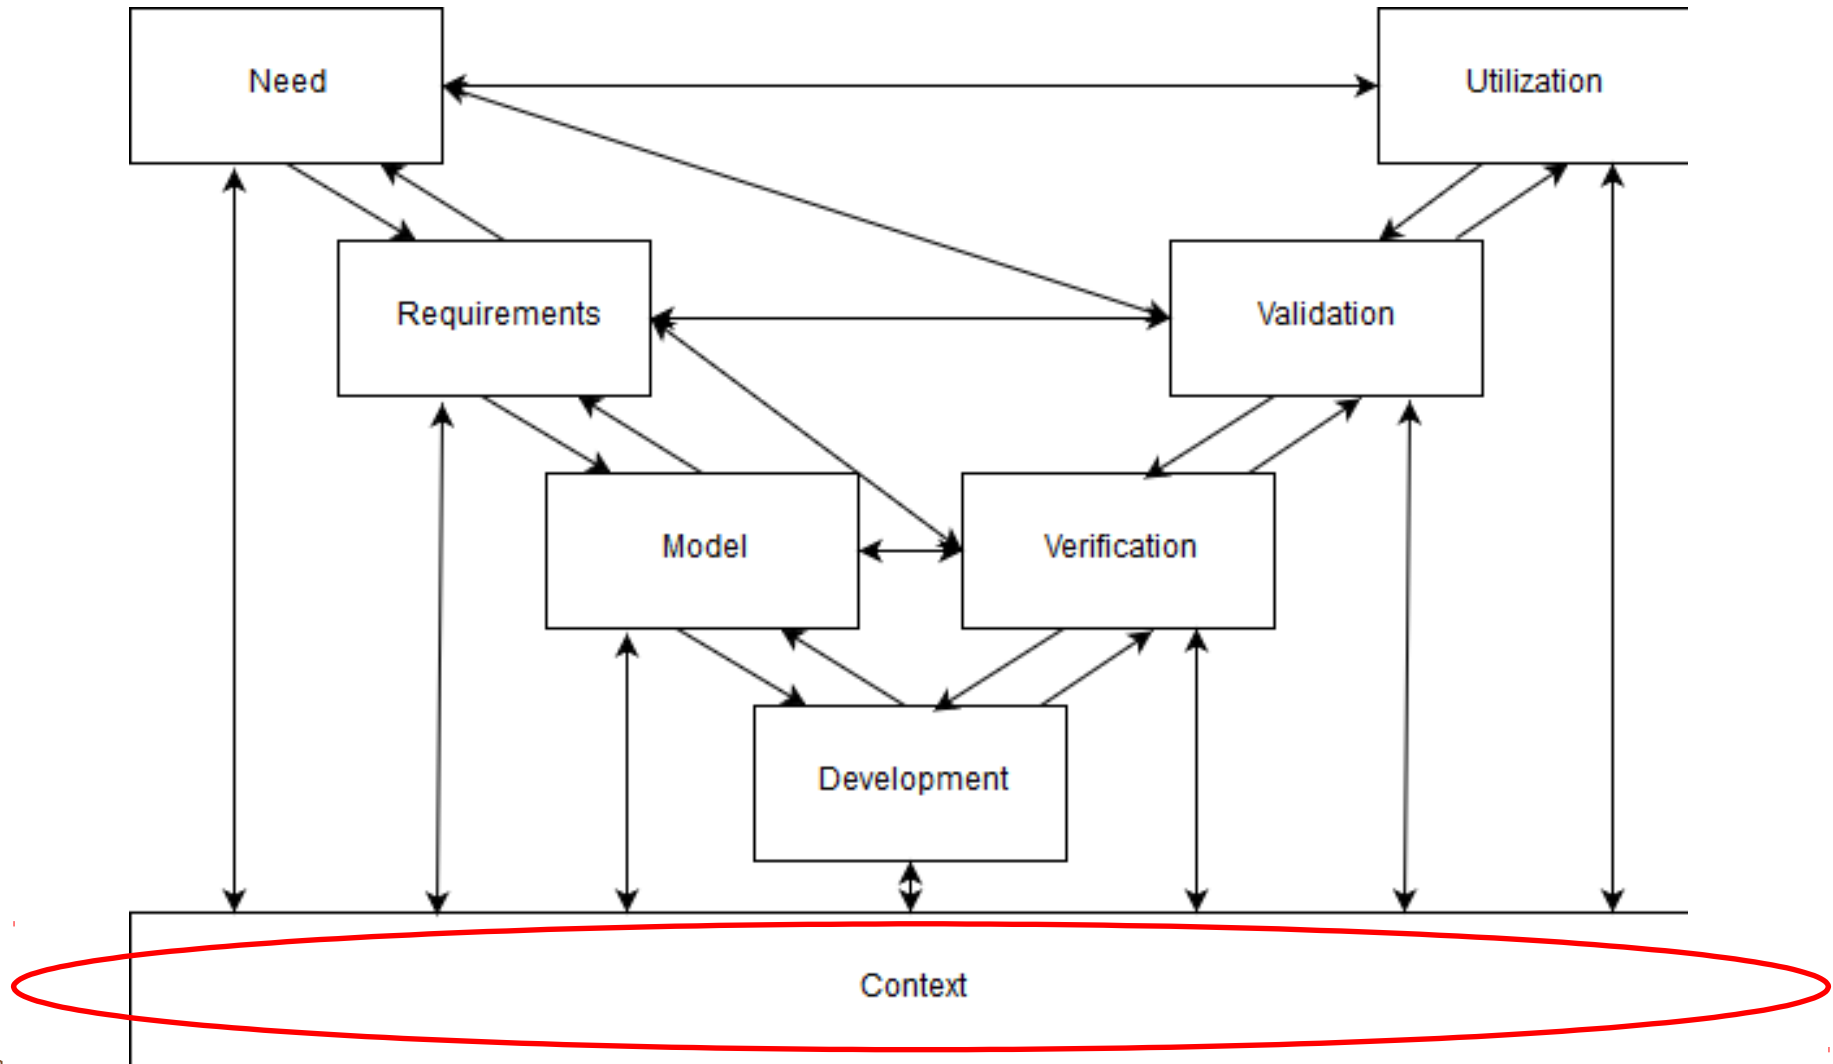 Need
Utilization
Requirements
Validation
Model
Verification
Development
Context